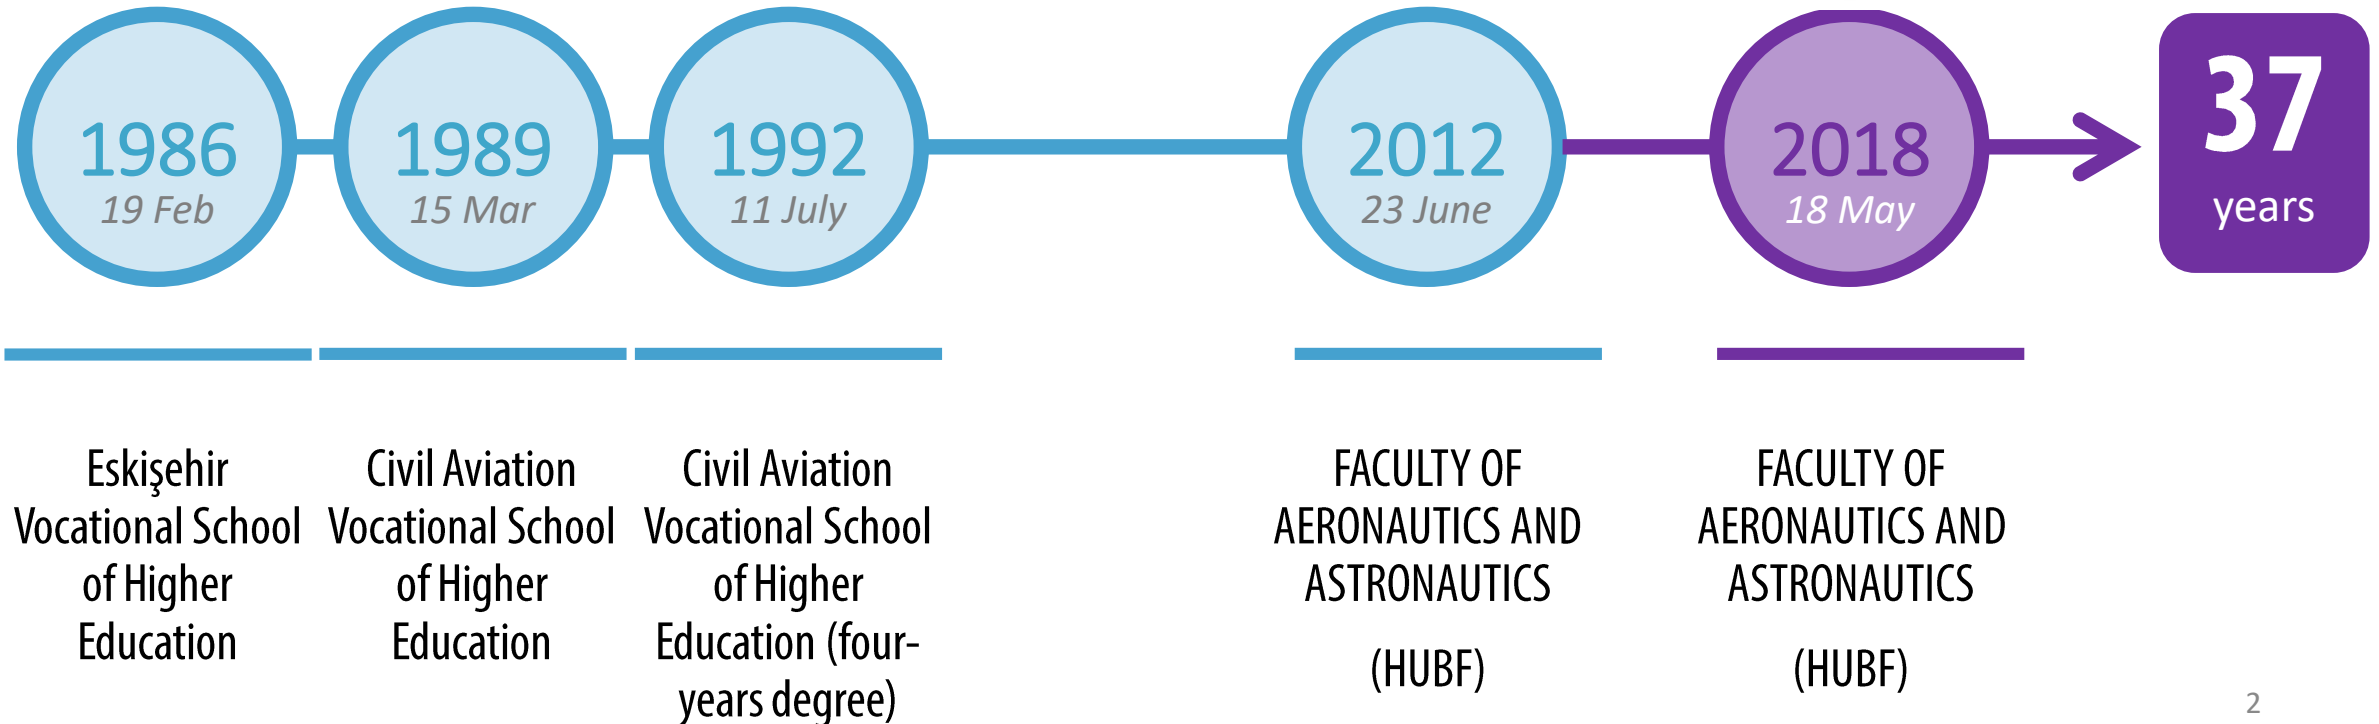 1986
19 Feb
1989
15 Mar
1992
11 July
2012
23 June
2018
18 May
37
years
Eskişehir
Vocational School
of Higher
Education
Civil Aviation
Vocational School
of Higher
Education
Civil Aviation
Vocational School
of Higher
Education (four-
years degree)
FACULTY OF
AERONAUTICS AND
ASTRONAUTICS
(HUBF)
FACULTY OF
AERONAUTICS AND
ASTRONAUTICS
(HUBF)
2